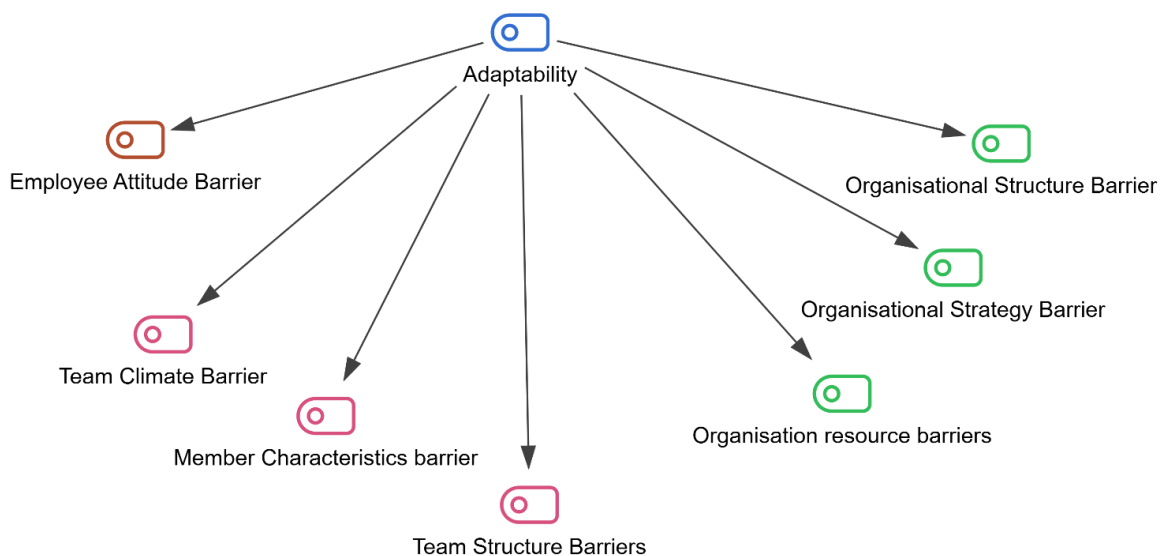 Adaptability
Employee Attitude Barrier
Organisational Structure Barrier
Organisational Strategy Barrier
Team Climate Barrier
Organisation resource barriers
Member Characteristics barrier
Team Structure Barriers